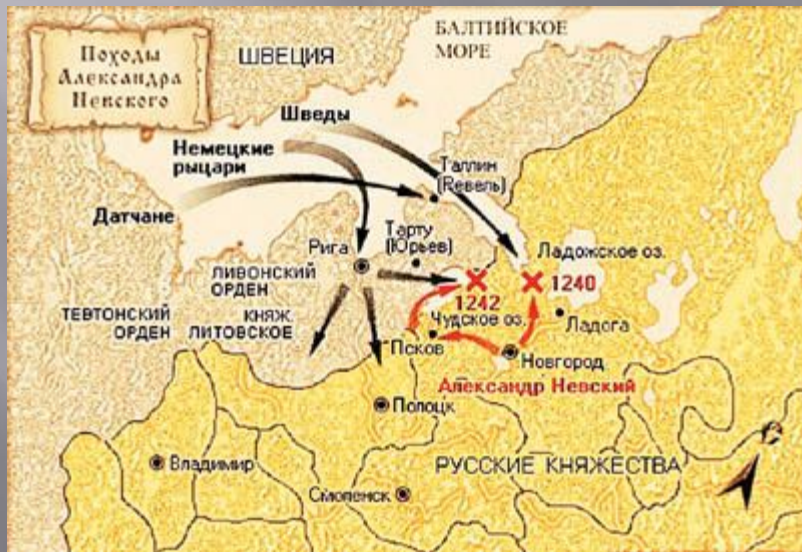 Походы
Александра
Невского
ШВЕЦИЯ
БАЛТИЙСКОЕ
МОРЕ
Шведы
Немецкие
рыцари
Датчане
Таллин
(Ревель)
Тарту
(Юрьев)
Рига
Ладожское оз.
ЛИВОНСКИЙ
ОРДЕН
1240
1242
ТЕВТОНСКИЙ
ОРДЕН
КНЯЖ.
ЛИТОВСКОЕ
Чудское оз.
Ладога
Псков
Новгород
Александр Невский
Полоцк
Владимир
РУССКИЕ КНЯЖЕСТВА
Смоленск
С